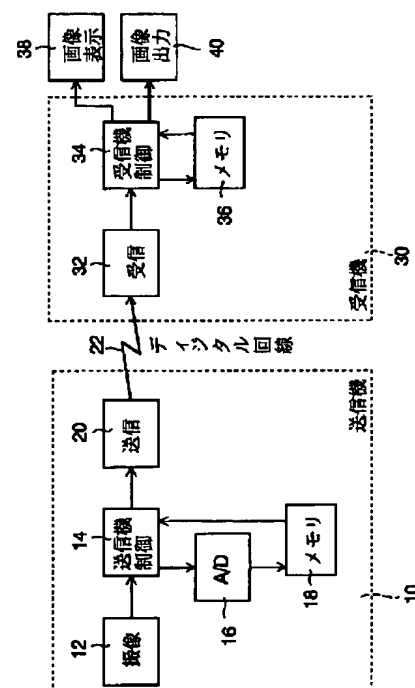 12
撮像
14
送信機
制御
16
A/D
18
メモリ
20
送信
送信機
10
22
ディジタル回線
32
受信
34
受信機
制御
36
メモリ
受信機
30
38
画像
表示
40
画像
出力